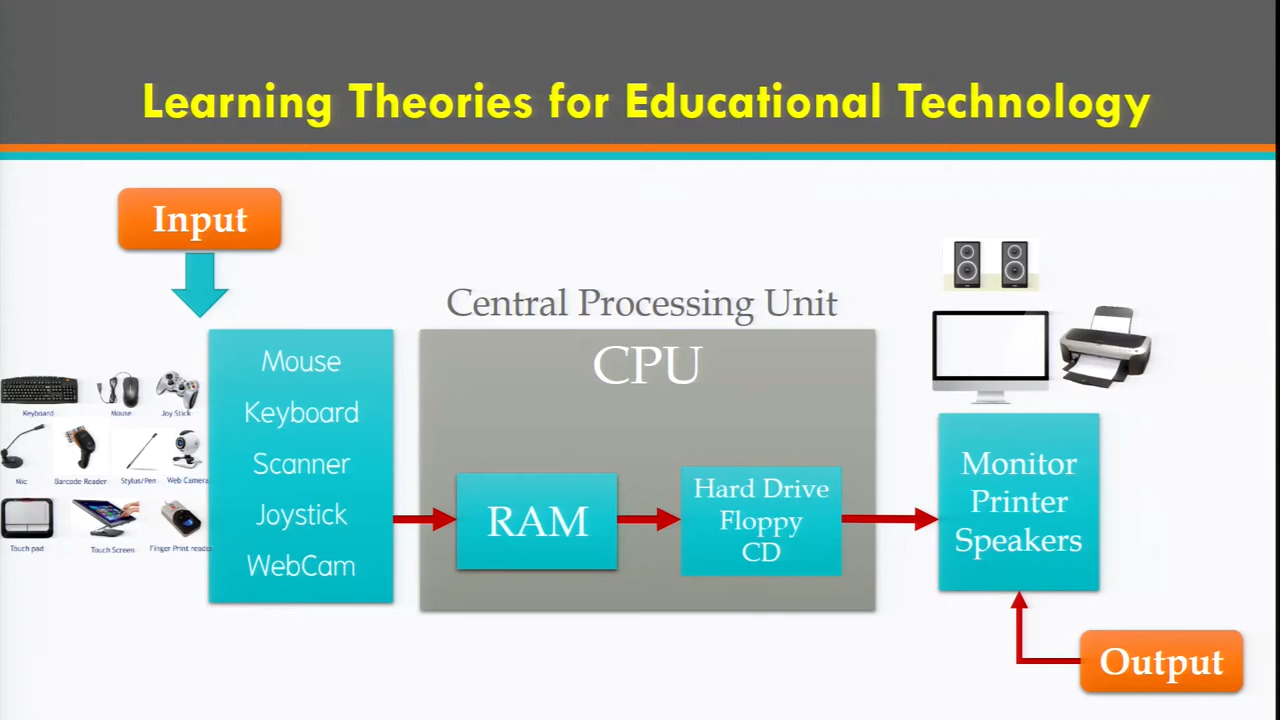 Learning Theories for Educational Technology
Input
Keyboard
Mouse
Joy Stick
Mic
Barcode Reader
Stylus/Pen
Web Camera
Touch pad
Touch Screen
Finger Print reader
Mouse
Keyboard
Scanner
Joystick
WebCam
Central Processing Unit
CPU
RAM
Hard Drive
Floppy
CD
Monitor
Printer
Speakers
Output